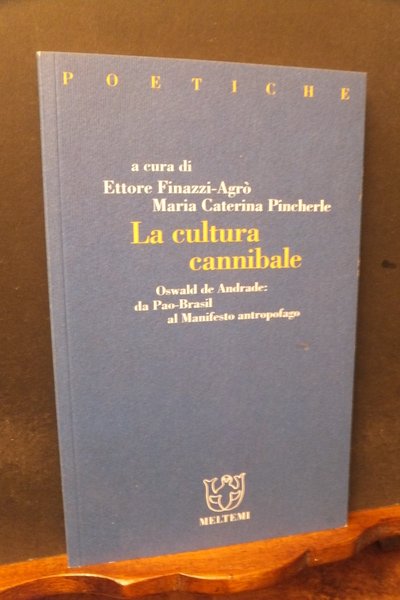 POETICHE
a cura di
Ettore Finazzi-Agrò
Maria Caterina Pincherle
La cultura
cannibale
Oswald de Andrade:
da Pao-Brasil
al Manifesto antropofago
MELTEMI